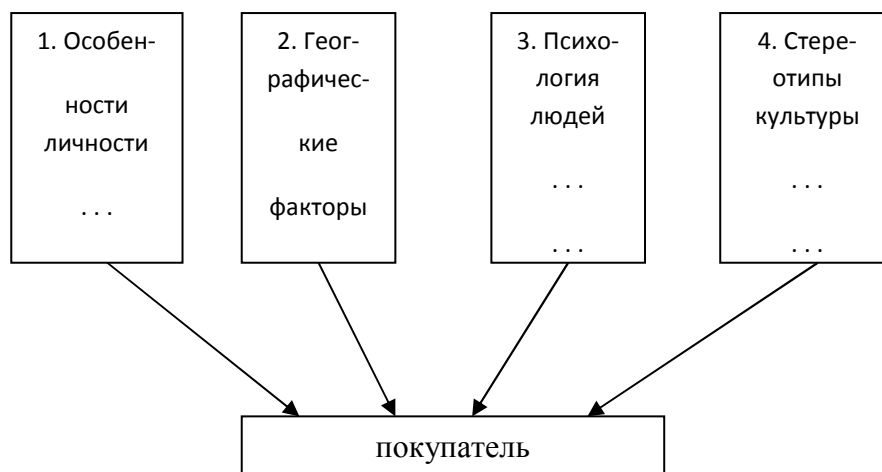 1. Особен-
ности
личности
. . .
2. Геог-
рафичес-
кие
факторы
3. Психо-
логия
людей
. . .
. . .
4. Стере-
отипы
культуры
. . .
. . .
покупатель